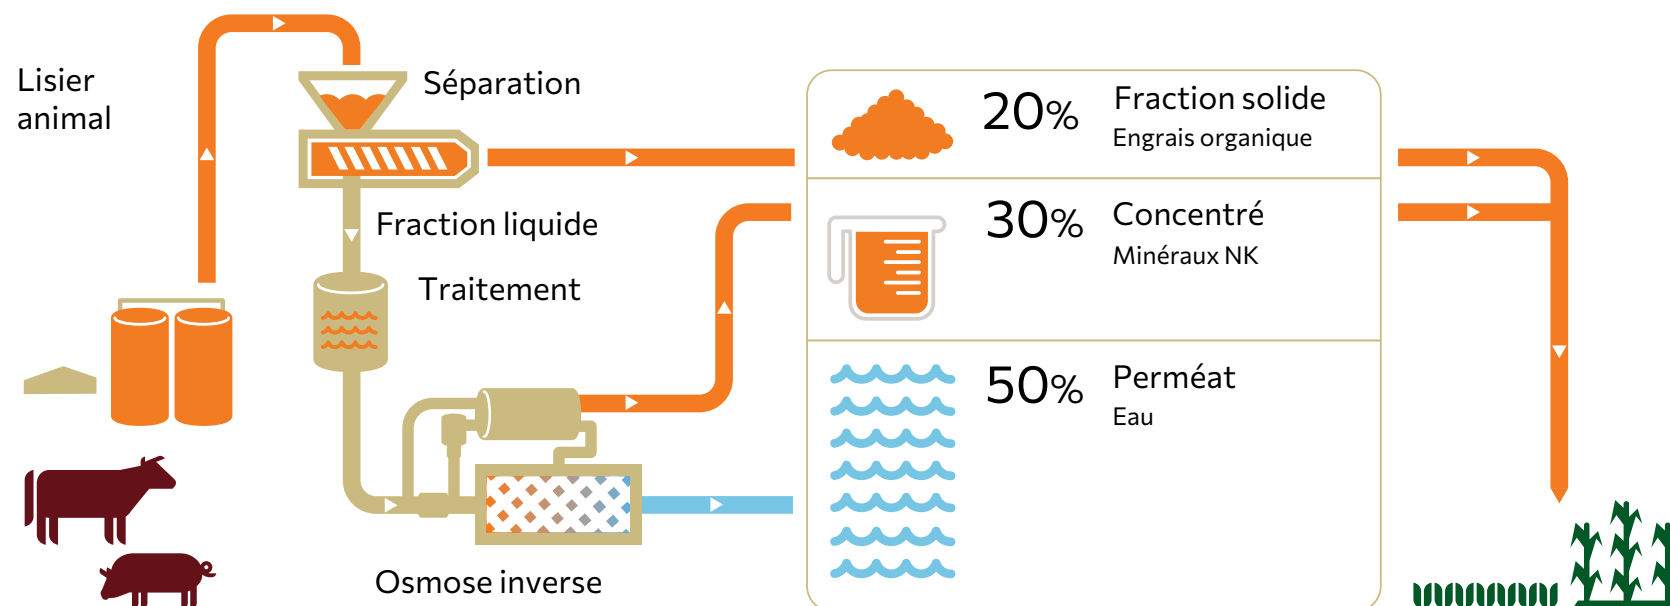 Lisier
animal
Séparation
Fraction liquide
Traitement
Osmose inverse
20%
Fraction solide
Engrais organique
30%
Concentré
Minéraux NK
50%
Perméat
Eau